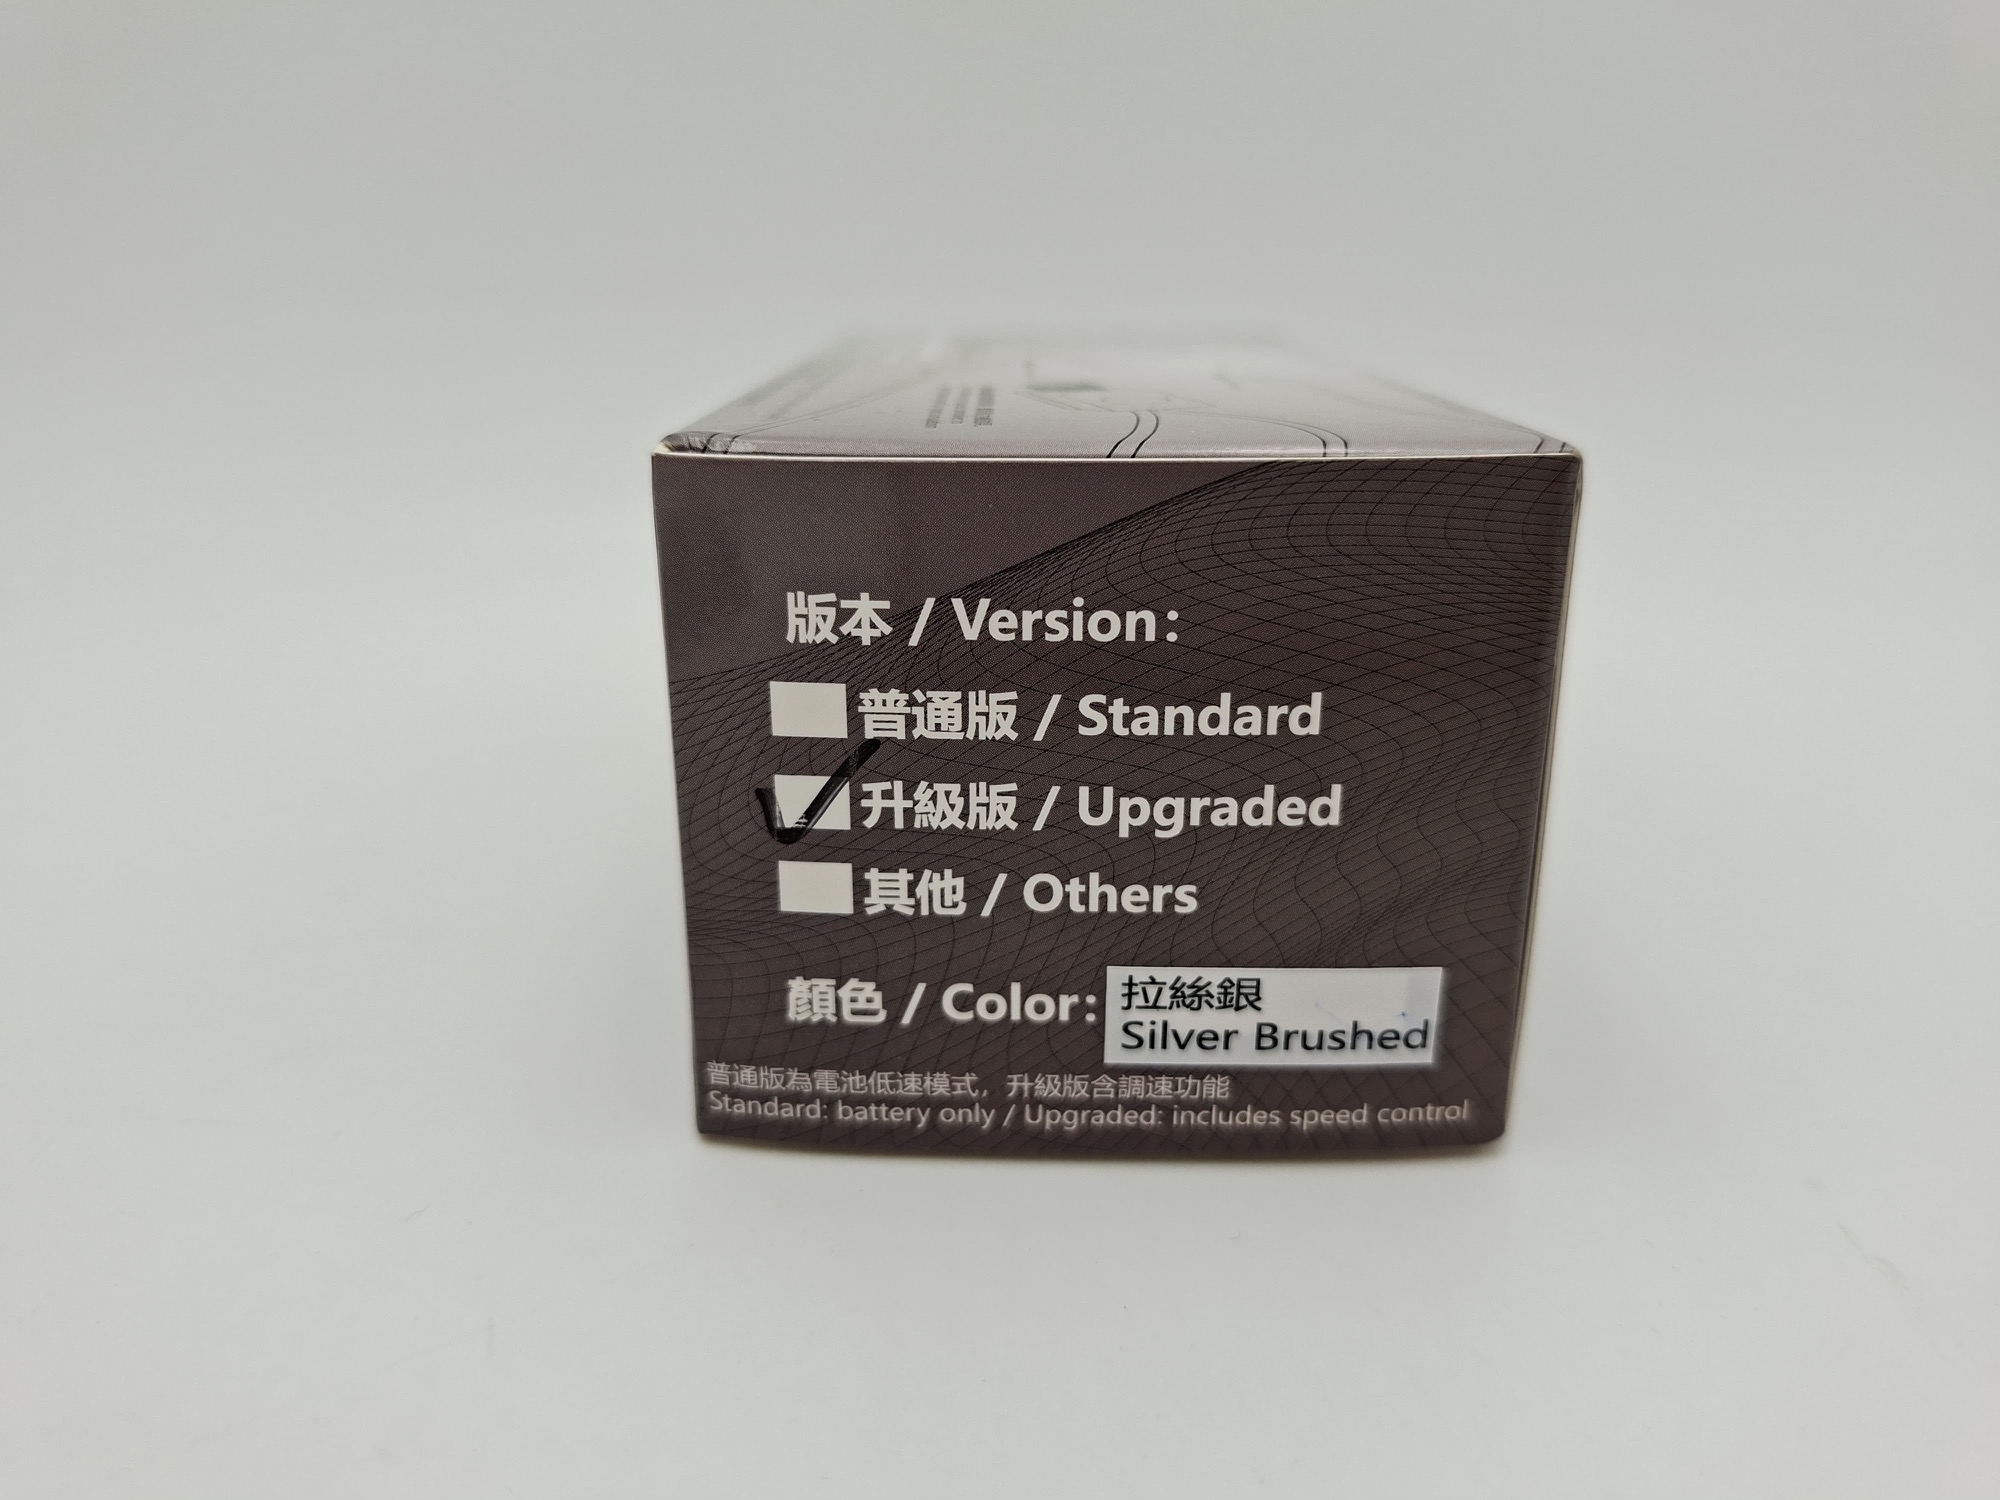 版本 / Version:
普通版 / Standard
升級版 / Upgraded
其他 / Others
顏色 / Color: 拉絲銀
Silver Brushed
普通版為電池低速模式，升級版含調速功能
Standard: battery only / Upgraded: includes speed control